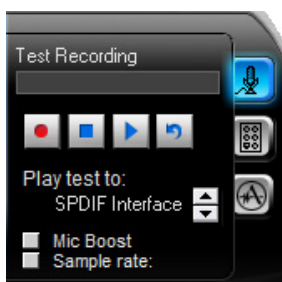 Test Recording
Play test to:
SPDIF Interface
Mic Boost
Sample rate: